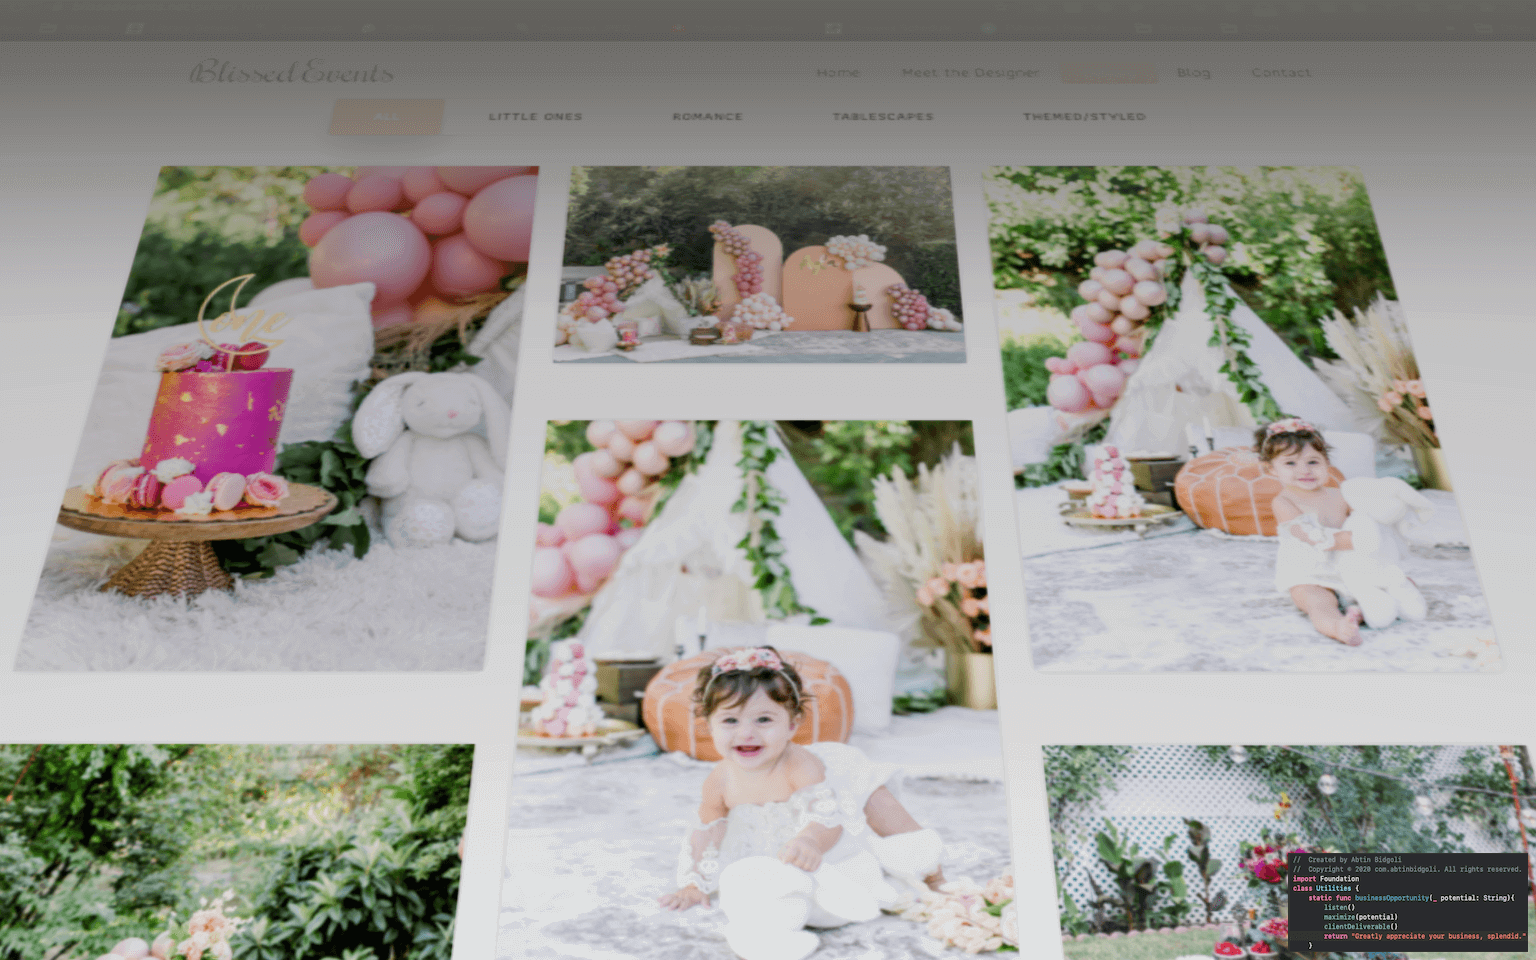 Blissed Events
Home Meet the Designer Blog Contact
ALL LITTLE ONES ROMANCE TABLESCAPES THEMED/STYLED
one
// Created by Abtin Bidgoli
// Copyright © 2020 com.abtinbidgoli. All rights reserved.
import Foundation
class Utilities {
static func businessOpportunity(_ potential: String){
listen()
maximize(potential)
clientDeliverable()
return "Greatly appreciate your business, splendid."
}